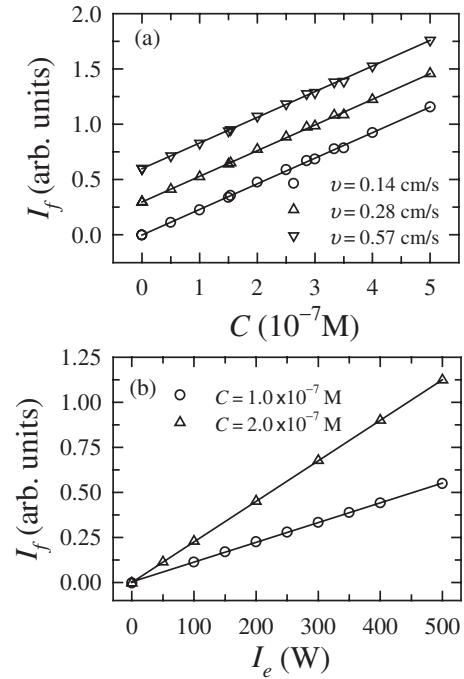 (a)
2.0
1.5
1.0
0.5
0.0
I_f (arb. units)
υ = 0.14 cm/s
υ = 0.28 cm/s
υ = 0.57 cm/s
0 1 2 3 4 5
C (10⁻⁷M)
(b)
1.25
1.00
0.75
0.50
0.25
0.00
I_f (arb. units)
C = 1.0 x10⁻⁷ M
C = 2.0 x10⁻⁷ M
0 100 200 300 400 500
I_e (W)